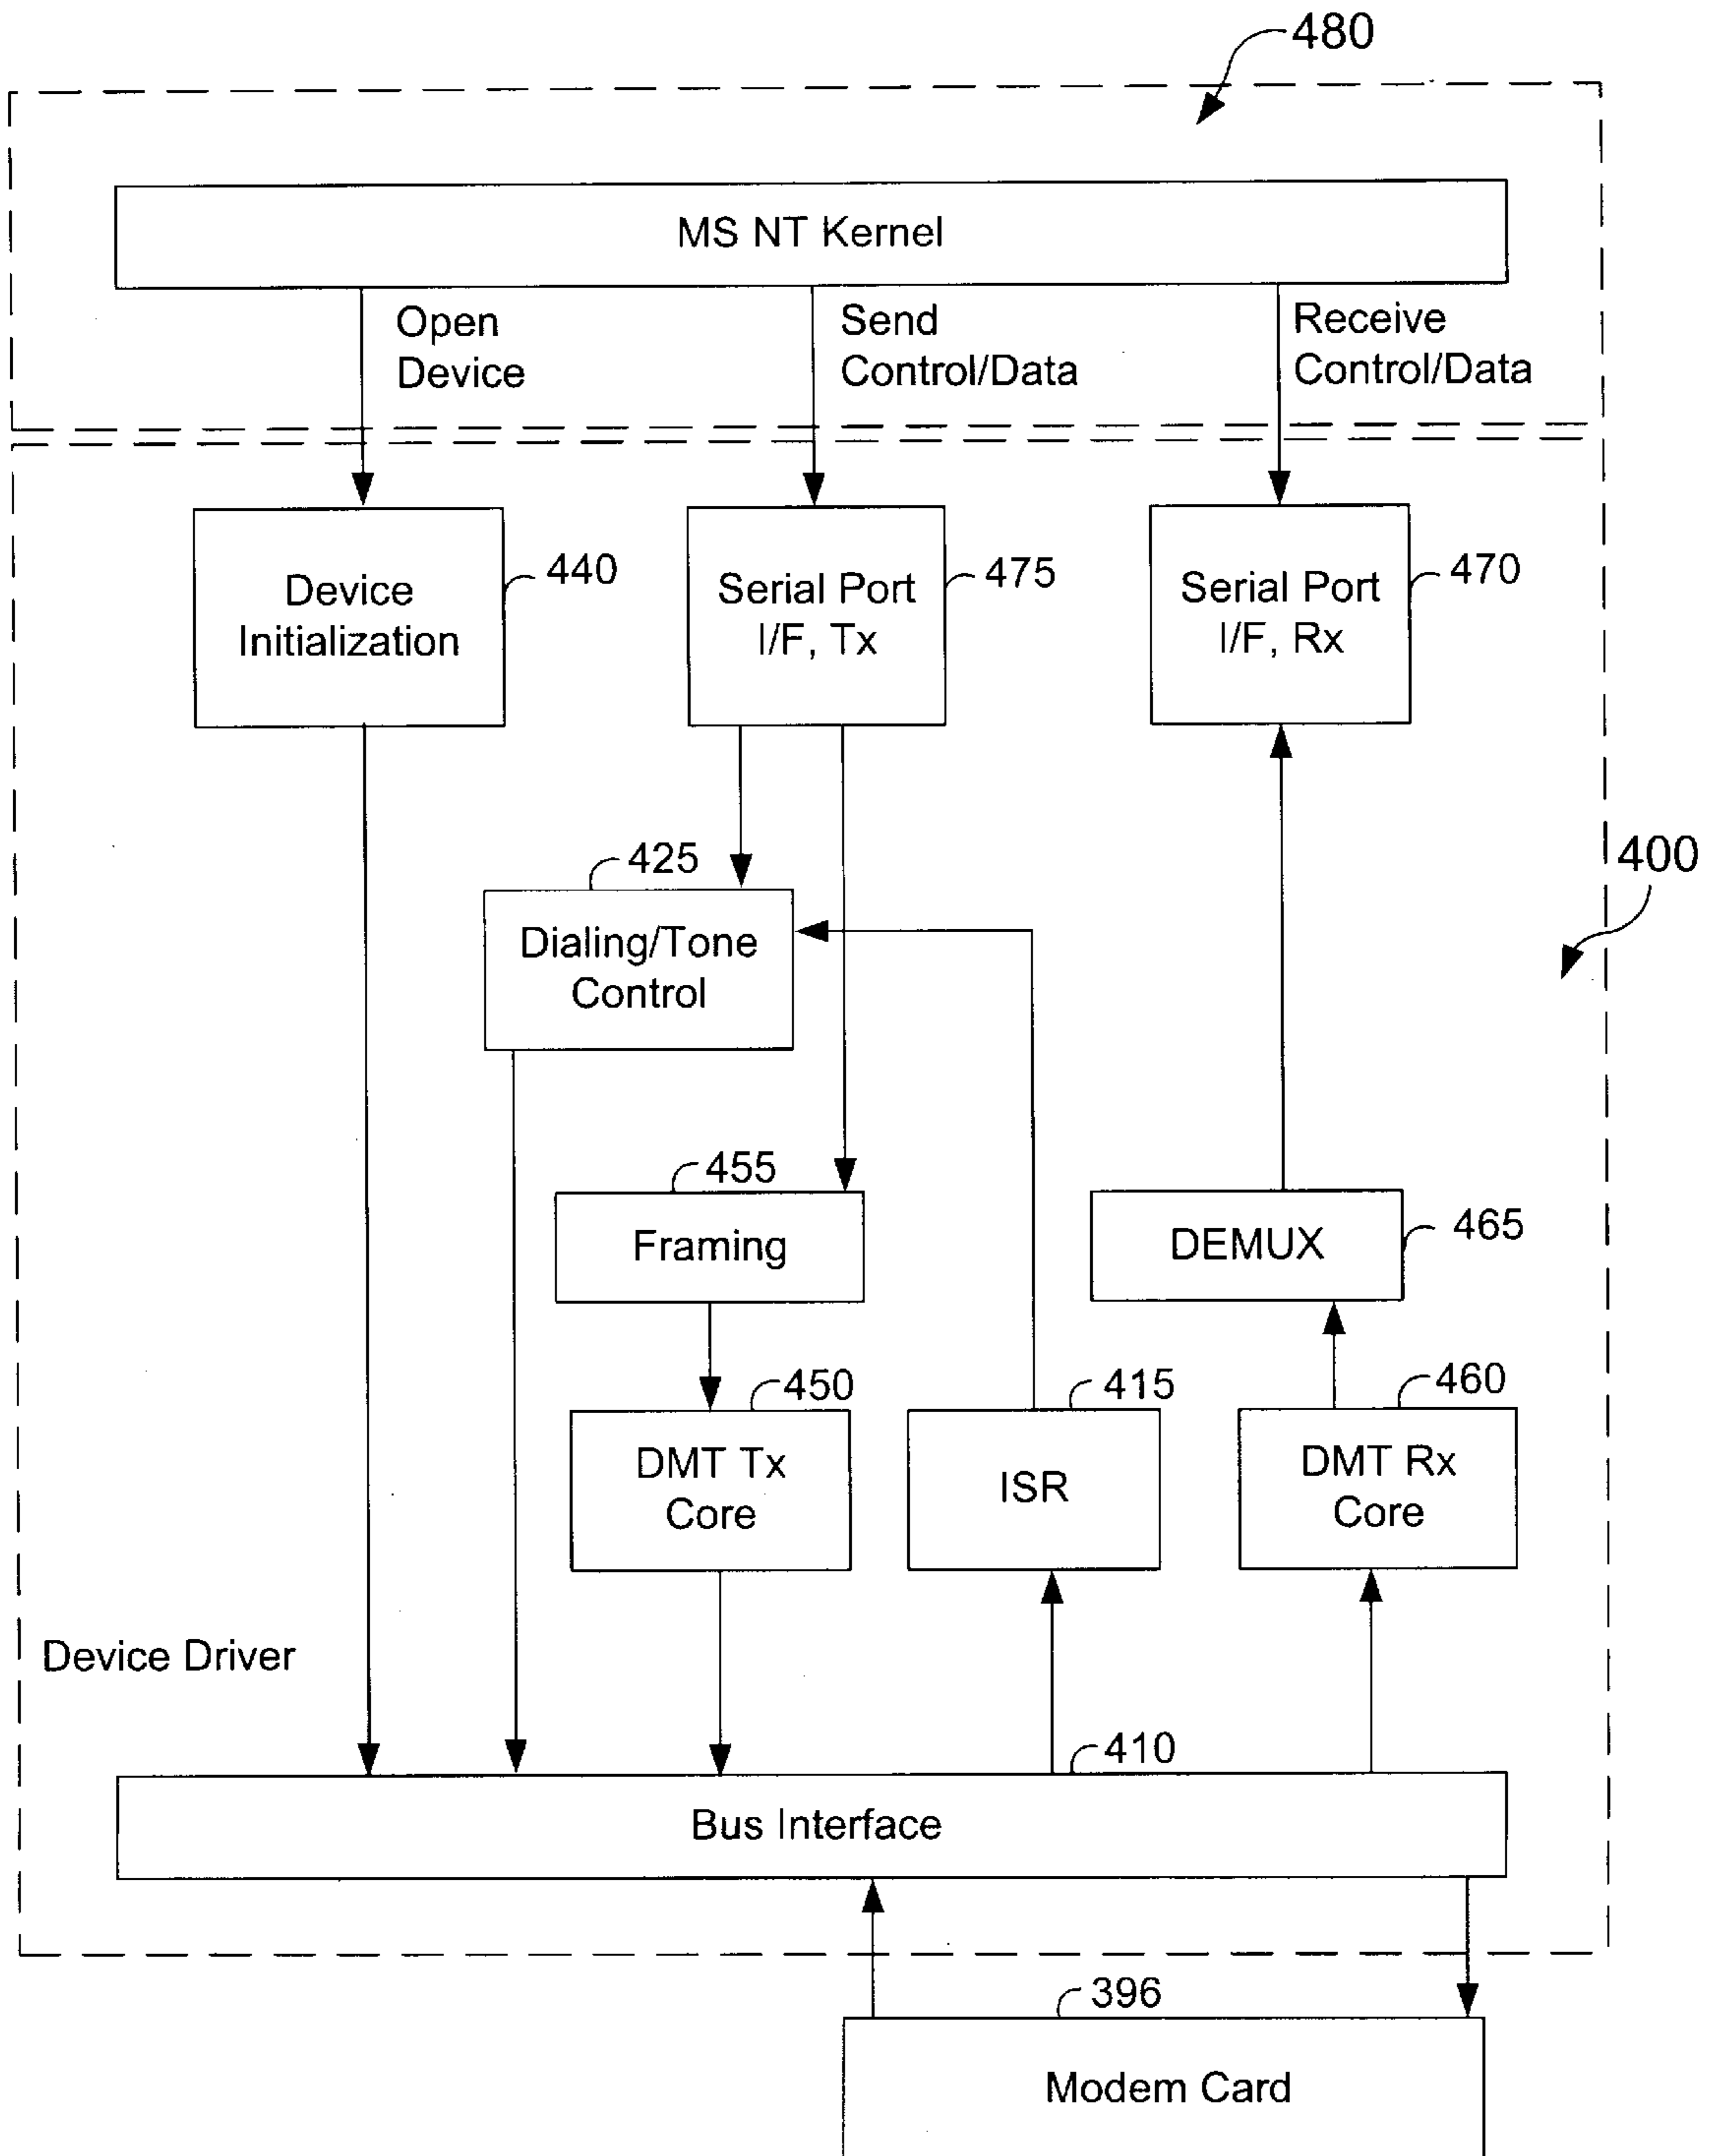 480
MS NT Kernel
Open
Device
Send
Control/Data
Receive
Control/Data
Device
Initialization
440
Serial Port
I/F, Tx
475
Serial Port
I/F, Rx
470
400
425
Dialing/Tone
Control
455
Framing
DEMUX
465
450
DMT Tx
Core
415
ISR
460
DMT Rx
Core
Device Driver
410
Bus Interface
396
Modem Card